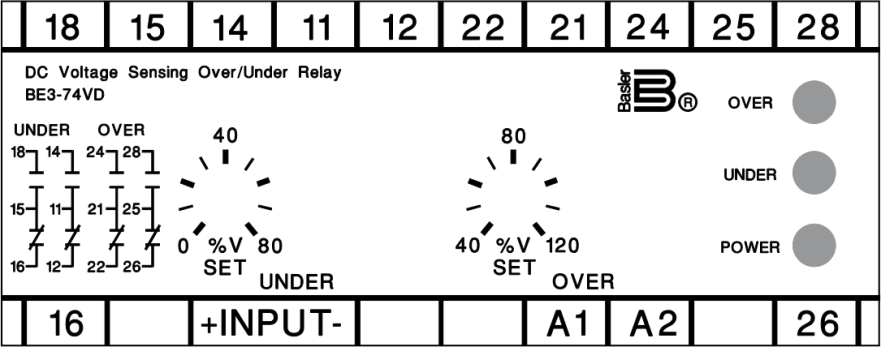 18 15 14 11 12 22 21 24 25 28
DC Voltage Sensing Over/Under Relay
BE3-74VD
Basler B ®
OVER
UNDER
POWER
UNDER OVER
18 14 24 28
15 11 21 25
16 12 22 26
40
0 %V 80
SET
UNDER
80
40 %V 120
SET
OVER
16 +INPUT- A1 A2 26